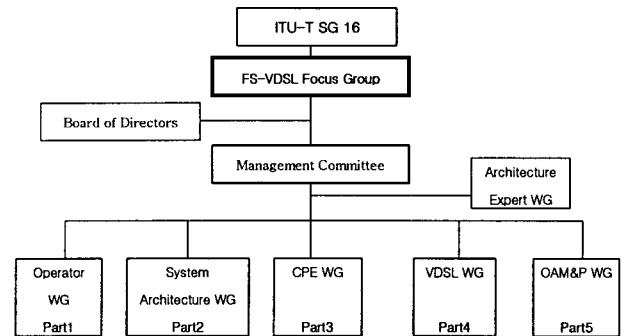 ITU-T SG 16
FS-VDSL Focus Group
Board of Directors
Management Committee
Architecture
Expert WG
Operator
WG
Part1
System
Architecture WG
Part2
CPE WG
Part3
VDSL WG
Part4
OAM&P WG
Part5